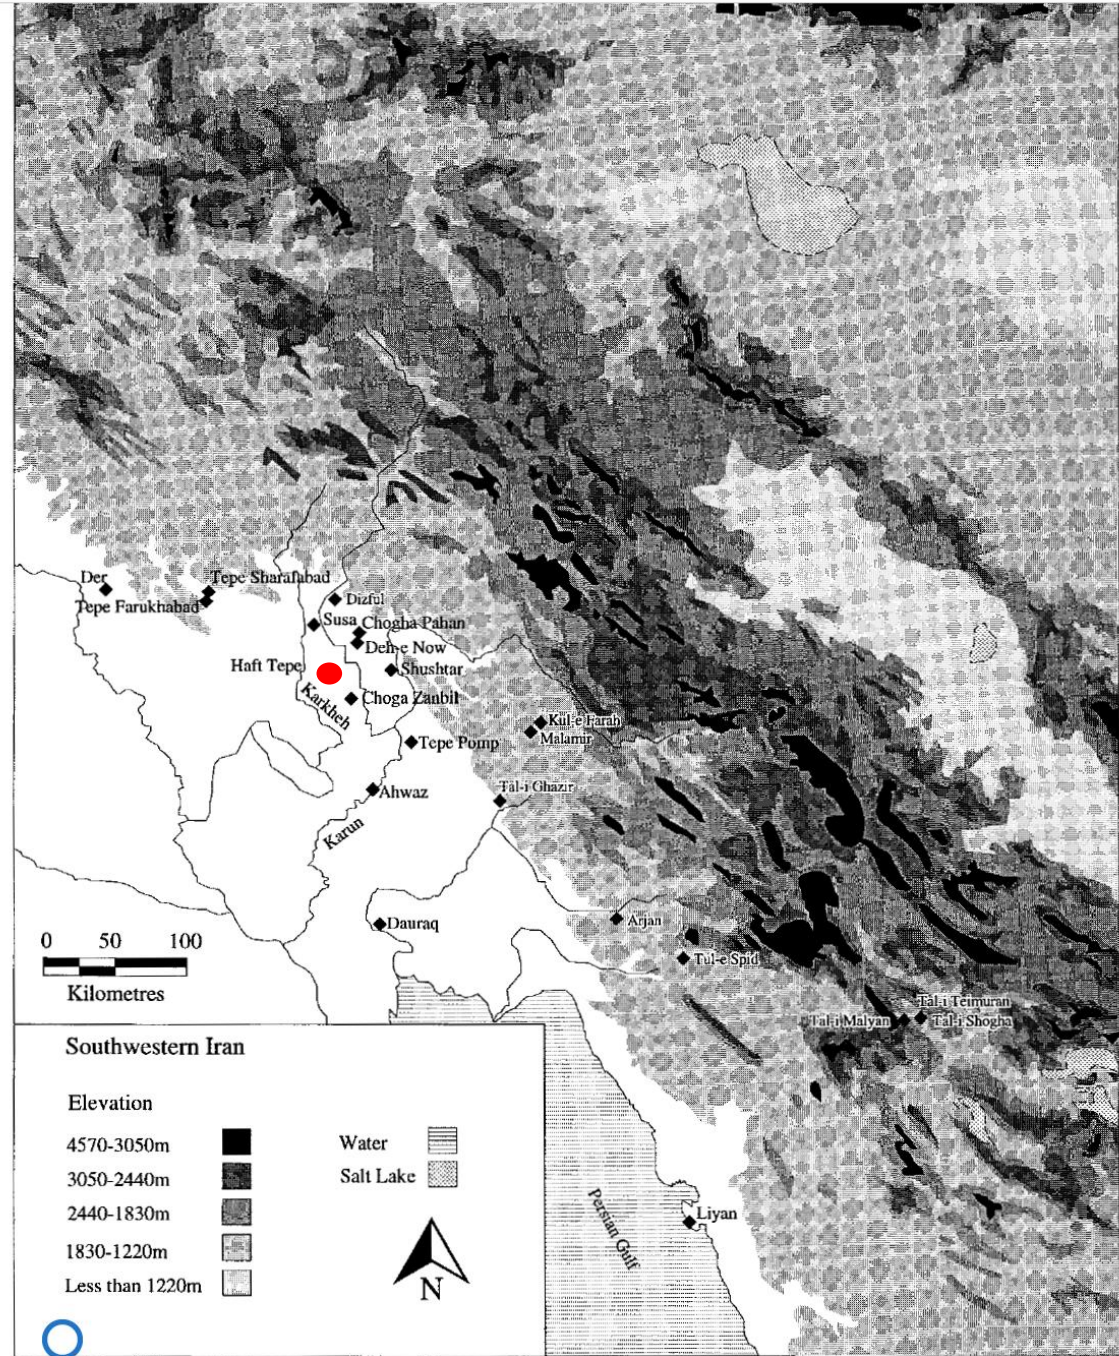 Der
Tepe Sharafabad
Tepe Farukhabad
Dizful
Susa
Chogha Pahan
Deh-e Now
Haft Tepe
Shushtar
Karkheh
Choga Zanbil
Kul-e Farah
Malamir
Tepe Pomp
Tal-i Ghazir
Ahwaz
Karun
Arjan
Dauraq
0 50 100
Kilometres
Tul-e Spid
Tal-i Teimuran
Tal-i Malyan
Tal-i Shogha
Southwestern Iran
Elevation
4570-3050m
3050-2440m
2440-1830m
1830-1220m
Less than 1220m
Water
Salt Lake
N
Persian Gulf
Liyan